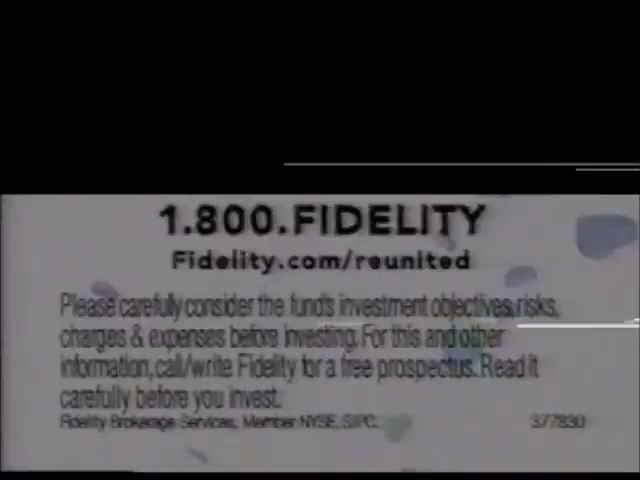 1.800.FIDELITY
Fidelity.com/reunited
Please carefully consider the fund's investment objectives, risks,
charges & expenses before investing. For this and other
information, call/write Fidelity for a free prospectus. Read it
carefully before you invest.
Fidelity Brokerage Services, Member NYSE, SIPC.
377830